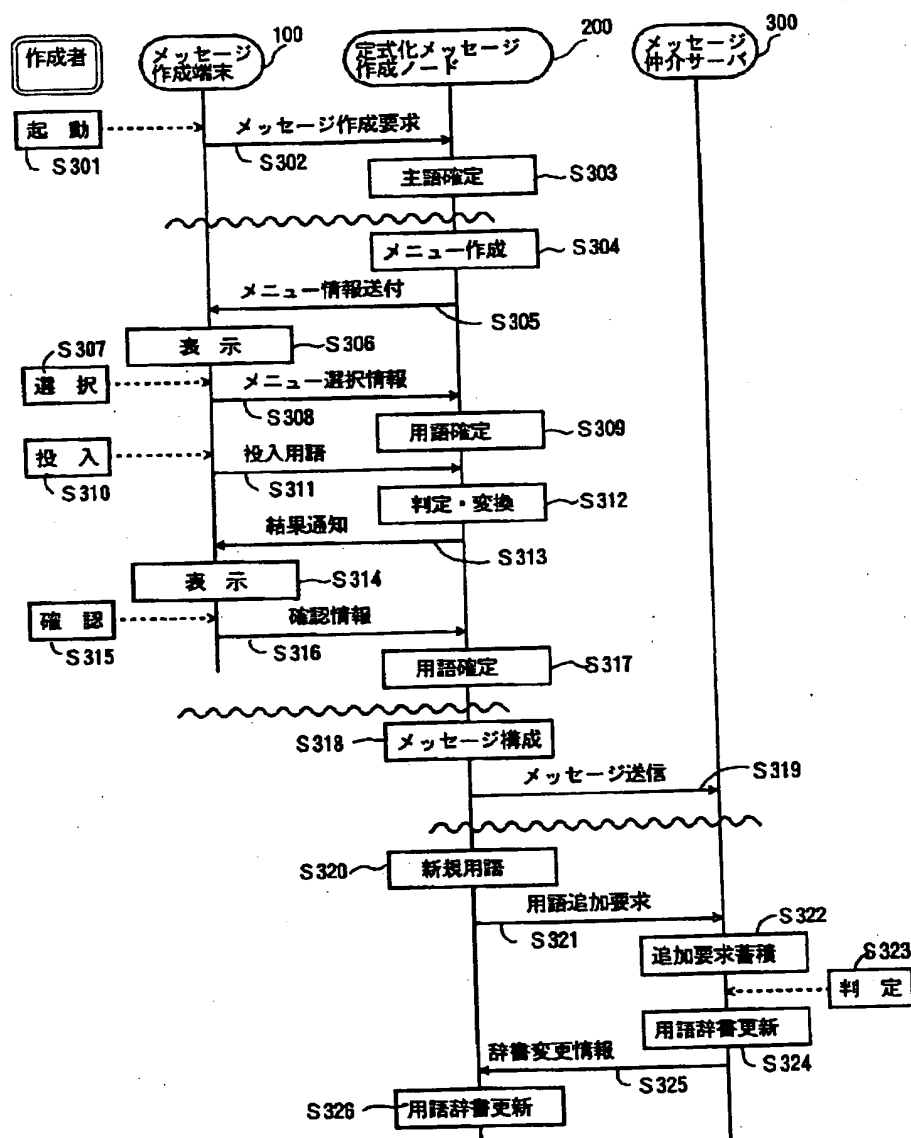 100
200
300
作成者
メッセージ
作成端末
定式化メッセージ
作成ノード
メッセージ
仲介サーバ
起動
S301
メッセージ作成要求
S302
主語確定
S303
メニュー作成
S304
メニュー情報送付
S305
表示
S306
S307
選択
メニュー選択情報
S308
用語確定
S309
投入
S310
投入用語
S311
判定・変換
S312
結果通知
S313
表示
S314
確認
S315
確認情報
S316
用語確定
S317
S318
メッセージ構成
メッセージ送信
S319
S320
新規用語
用語追加要求
S321
S322
追加要求蓄積
S323
判定
用語辞書更新
S324
辞書変更情報
S325
S326
用語辞書更新